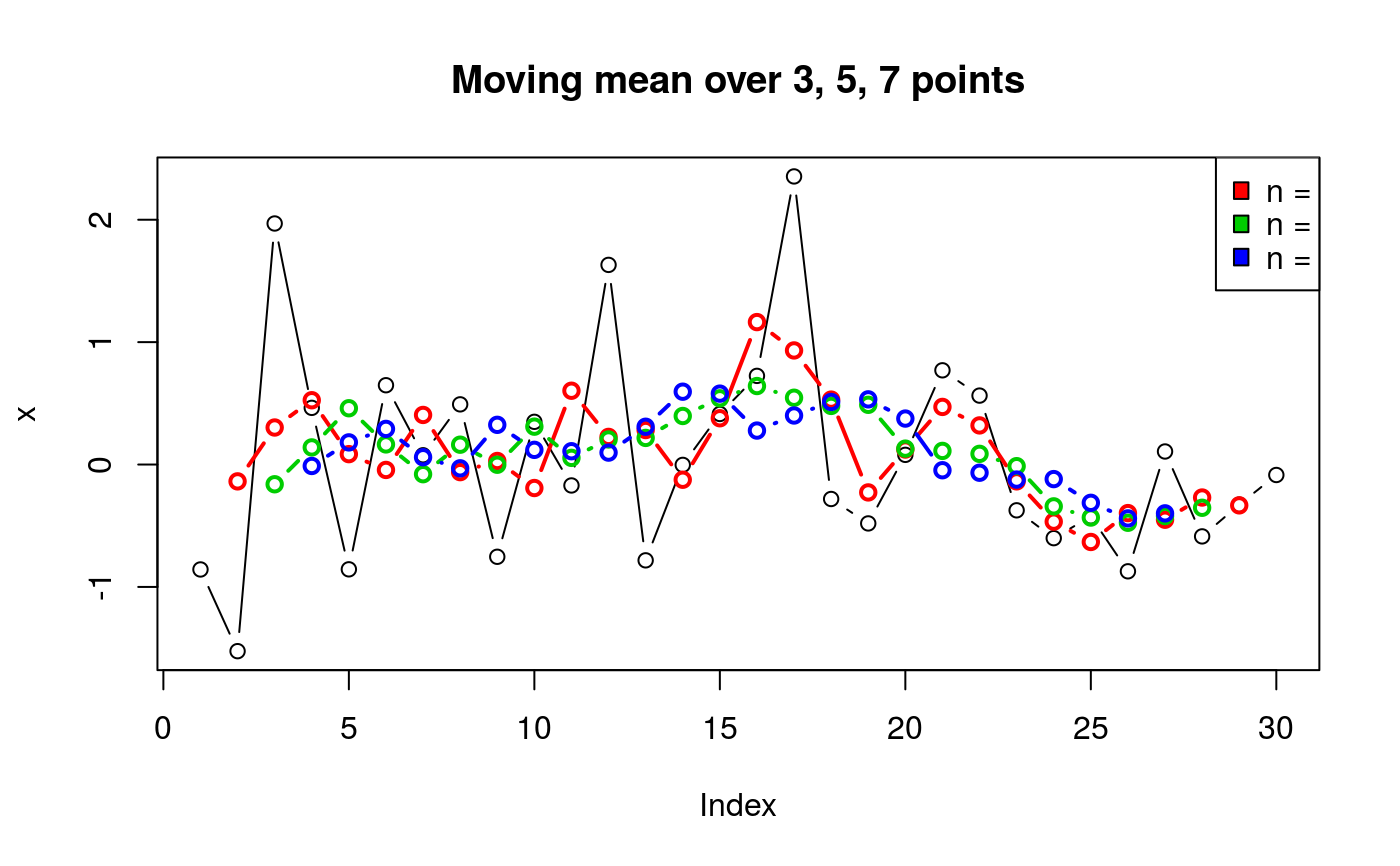 Moving mean over 3, 5, 7 points
n =
n =
n =
2
1
0
-1
x
0 5 10 15 20 25 30
Index